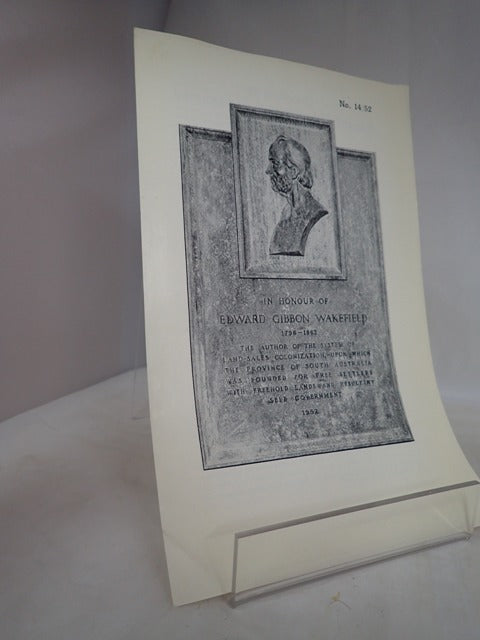 No. 14 52
IN HONOUR OF
EDWARD GIBBON WAKEFIELD
1796–1862
THE AUTHOR OF THE SYSTEM OF
LAND-SALES COLONIZATION, UPON WHICH
THE PROVINCE OF SOUTH AUSTRALIA
WAS FOUNDED FOR FREE SETTLERS
WITH FREEHOLD LANDS AND RESULTANT
SELF GOVERNMENT
1952